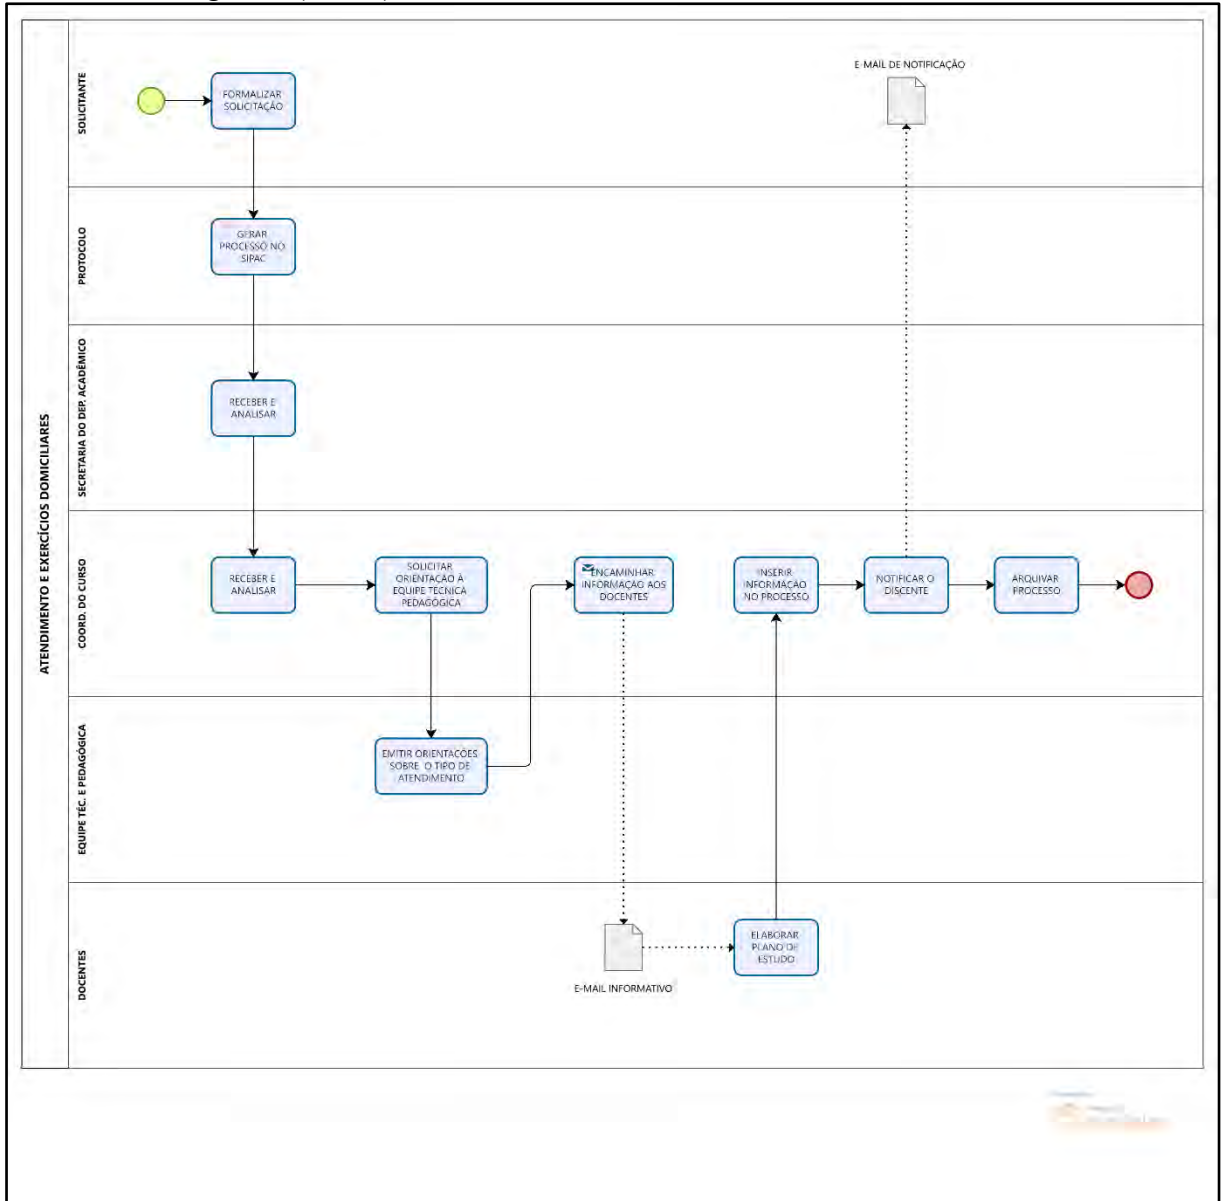 ATENDIMENTO E EXERCÍCIOS DOMICILIARES
SOLICITANTE
FORMALIZAR
SOLICITAÇÃO
E-MAIL DE NOTIFICAÇÃO
PROTOCOLO
GERAR
PROCESSO NO
SIPAC
SECRETARIA DO DEP. ACADÊMICO
RECEBER E
ANALISAR
COORD. DO CURSO
RECEBER E
ANALISAR
SOLICITAR
ORIENTAÇÃO À
EQUIPE TECNICA
PEDAGÓGICA
ENCAMINHAR
INFORMAÇÃO AOS
DOCENTES
INSERIR
INFORMAÇÃO
NO PROCESSO
NOTIFICAR O
DISCENTE
ARQUIVAR
PROCESSO
EQUIPE TÉC. E PEDAGÓGICA
EMITIR ORIENTAÇÕES
SOBRE O TIPO DE
ATENDIMENTO
DOCENTES
E-MAIL INFORMATIVO
ELABORAR
PLANO DE
ESTUDO